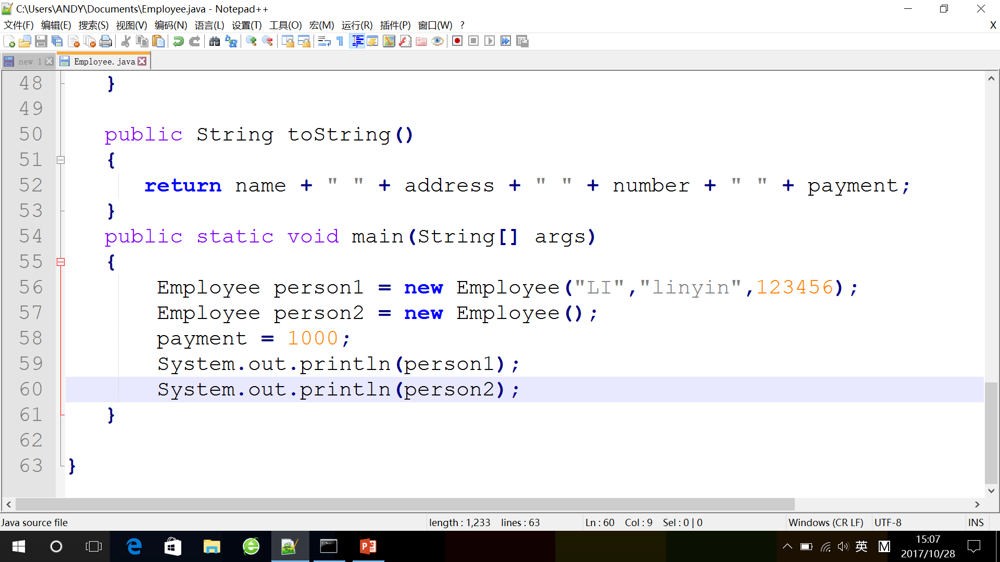 C:\Users\ANDY\Documents\Employee.java - Notepad++
文件(F) 编辑(E) 搜索(S) 视图(V) 编码(N) 语言(L) 设置(T) 工具(O) 宏(M) 运行(R) 插件(P) 窗口(W) ? X
new 1 Employee.java
48 }
49
50 public String toString()
51 {
52 return name + " " + address + " " + number + " " + payment;
53 }
54 public static void main(String[] args)
55 {
56 Employee person1 = new Employee("LI","linyin",123456);
57 Employee person2 = new Employee();
58 payment = 1000;
59 System.out.println(person1);
60 System.out.println(person2);
61 }
62
63 }
Java source file length : 1,233 lines : 63 Ln : 60 Col : 9 Sel : 0 | 0 Windows (CR LF) UTF-8 INS
英 M 15:07
2017/10/28